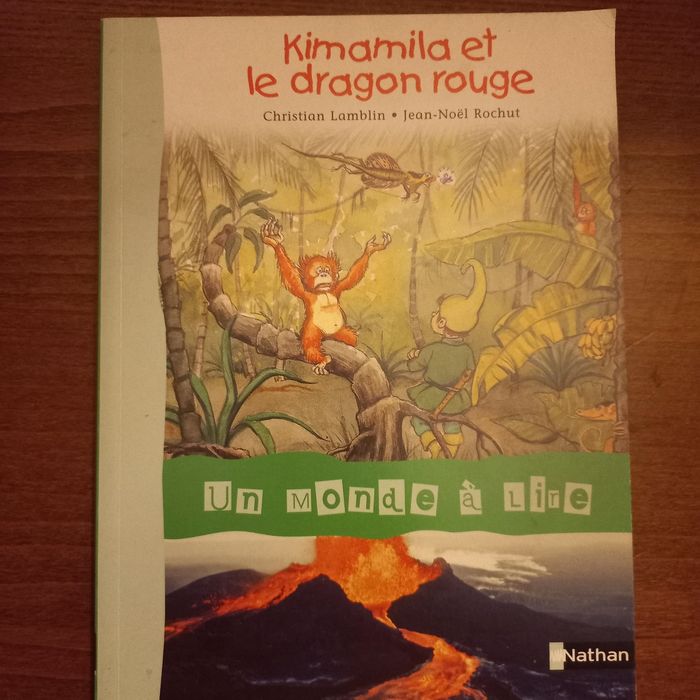 Kimamila et
le dragon rouge
Christian Lamblin • Jean-Noël Rochut
Un monde à Lire
Nathan